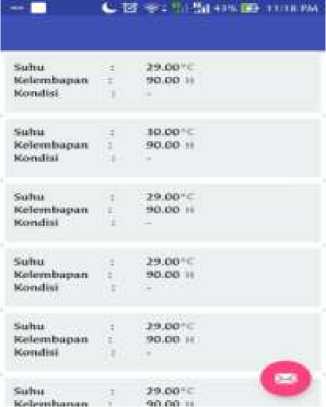 43% 11:18 PM
Suhu : 29.00°C
Kelembapan : 90.00 H
Kondisi : -
Suhu : 30.00°C
Kelembapan : 90.00 H
Kondisi : -
Suhu : 29.00°C
Kelembapan : 90.00 H
Kondisi : -
Suhu : 29.00°C
Kelembapan : 90.00 H
Kondisi : -
Suhu : 29.00°C
Kelembapan : 90.00 H
Kondisi : -
Suhu : 29.00°C
Kelembapan : 90.00 H